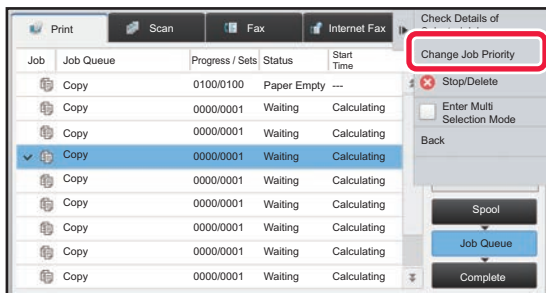 Print
Scan
Fax
Internet Fax
Check Details of
Change Job Priority
Stop/Delete
Enter Multi
Selection Mode
Back
Job
Job Queue
Progress / Sets
Status
Start
Time
Copy
0100/0100
Paper Empty
---
Copy
0000/0001
Waiting
Calculating
Copy
0000/0001
Waiting
Calculating
Copy
0000/0001
Waiting
Calculating
Copy
0000/0001
Waiting
Calculating
Copy
0000/0001
Waiting
Calculating
Copy
0000/0001
Waiting
Calculating
Copy
0000/0001
Waiting
Calculating
Copy
0000/0001
Waiting
Calculating
Spool
Job Queue
Complete